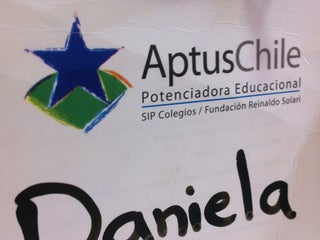 AptusChile
Potenciadora Educacional
SIP Colegios / Fundación Reinaldo Solari
Daniela